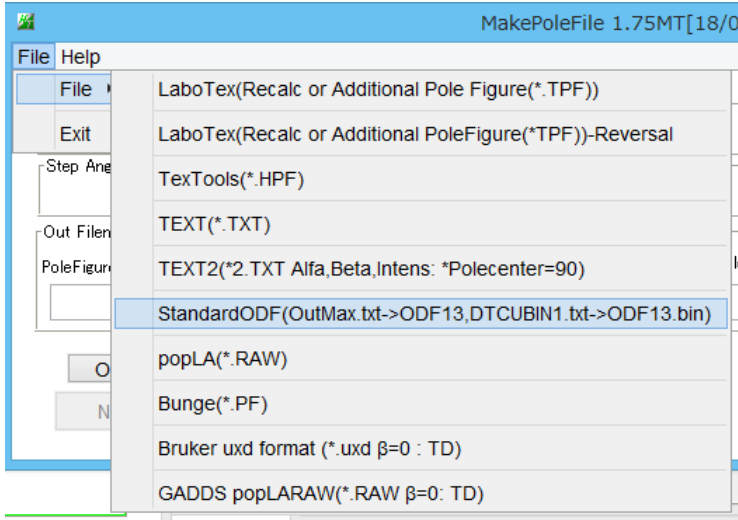 MakePoleFile 1.75MT[18/0
File Help
File
Exit
LaboTex(Recalc or Additional Pole Figure(*.TPF))
LaboTex(Recalc or Additional PoleFigure(*TPF))-Reversal
TexTools(*.HPF)
TEXT(*.TXT)
TEXT2(*2.TXT Alfa,Beta,Intens: *Polecenter=90)
StandardODF(OutMax.txt->ODF13,DTCUBIN1.txt->ODF13.bin)
popLA(*.RAW)
Bunge(*.PF)
Bruker uxd format (*.uxd β=0 : TD)
GADDS popLARAW(*.RAW β=0: TD)
Step Ang
Out Filen
PoleFigur
O
N